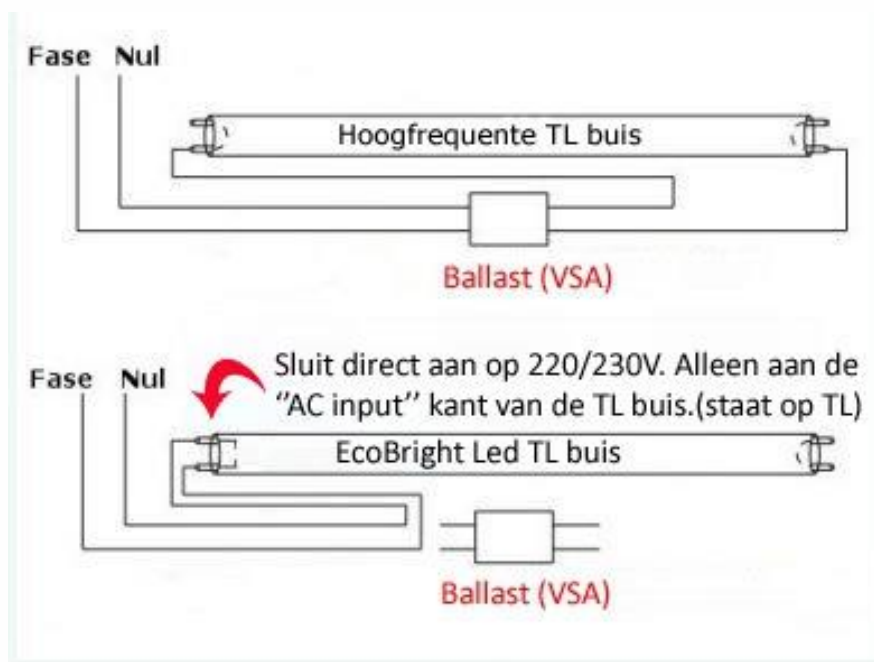 Fase Nul
Hoogfrequente TL buis
Ballast (VSA)
Sluit direct aan op 220/230V. Alleen aan de
Fase Nul
“AC input” kant van de TL buis.(staat op TL)
EcoBright Led TL buis
Ballast (VSA)